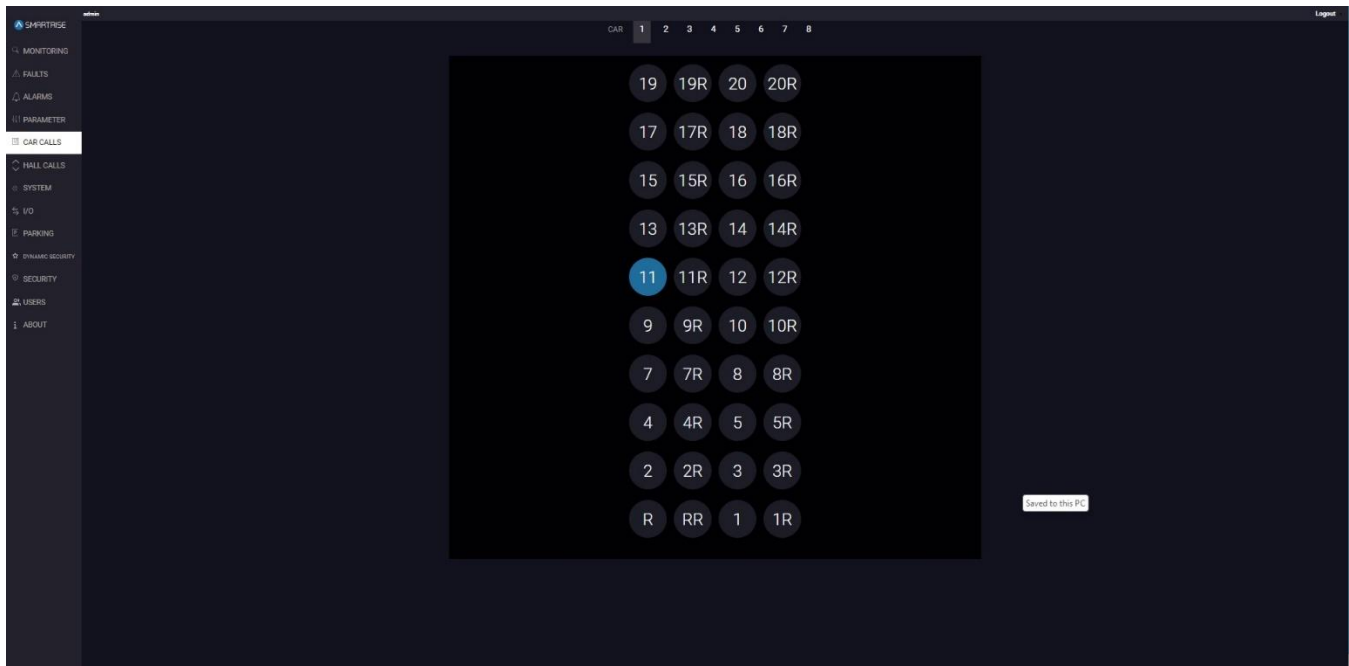 admin
Logout
SMARTRISE
CAR 1 2 3 4 5 6 7 8
MONITORING
FAULTS
ALARMS
PARAMETER
CAR CALLS
HALL CALLS
SYSTEM
I/O
PARKING
DYNAMIC SECURITY
SECURITY
USERS
ABOUT
19 19R 20 20R
17 17R 18 18R
15 15R 16 16R
13 13R 14 14R
11 11R 12 12R
9 9R 10 10R
7 7R 8 8R
4 4R 5 5R
2 2R 3 3R
R RR 1 1R
Saved to this PC